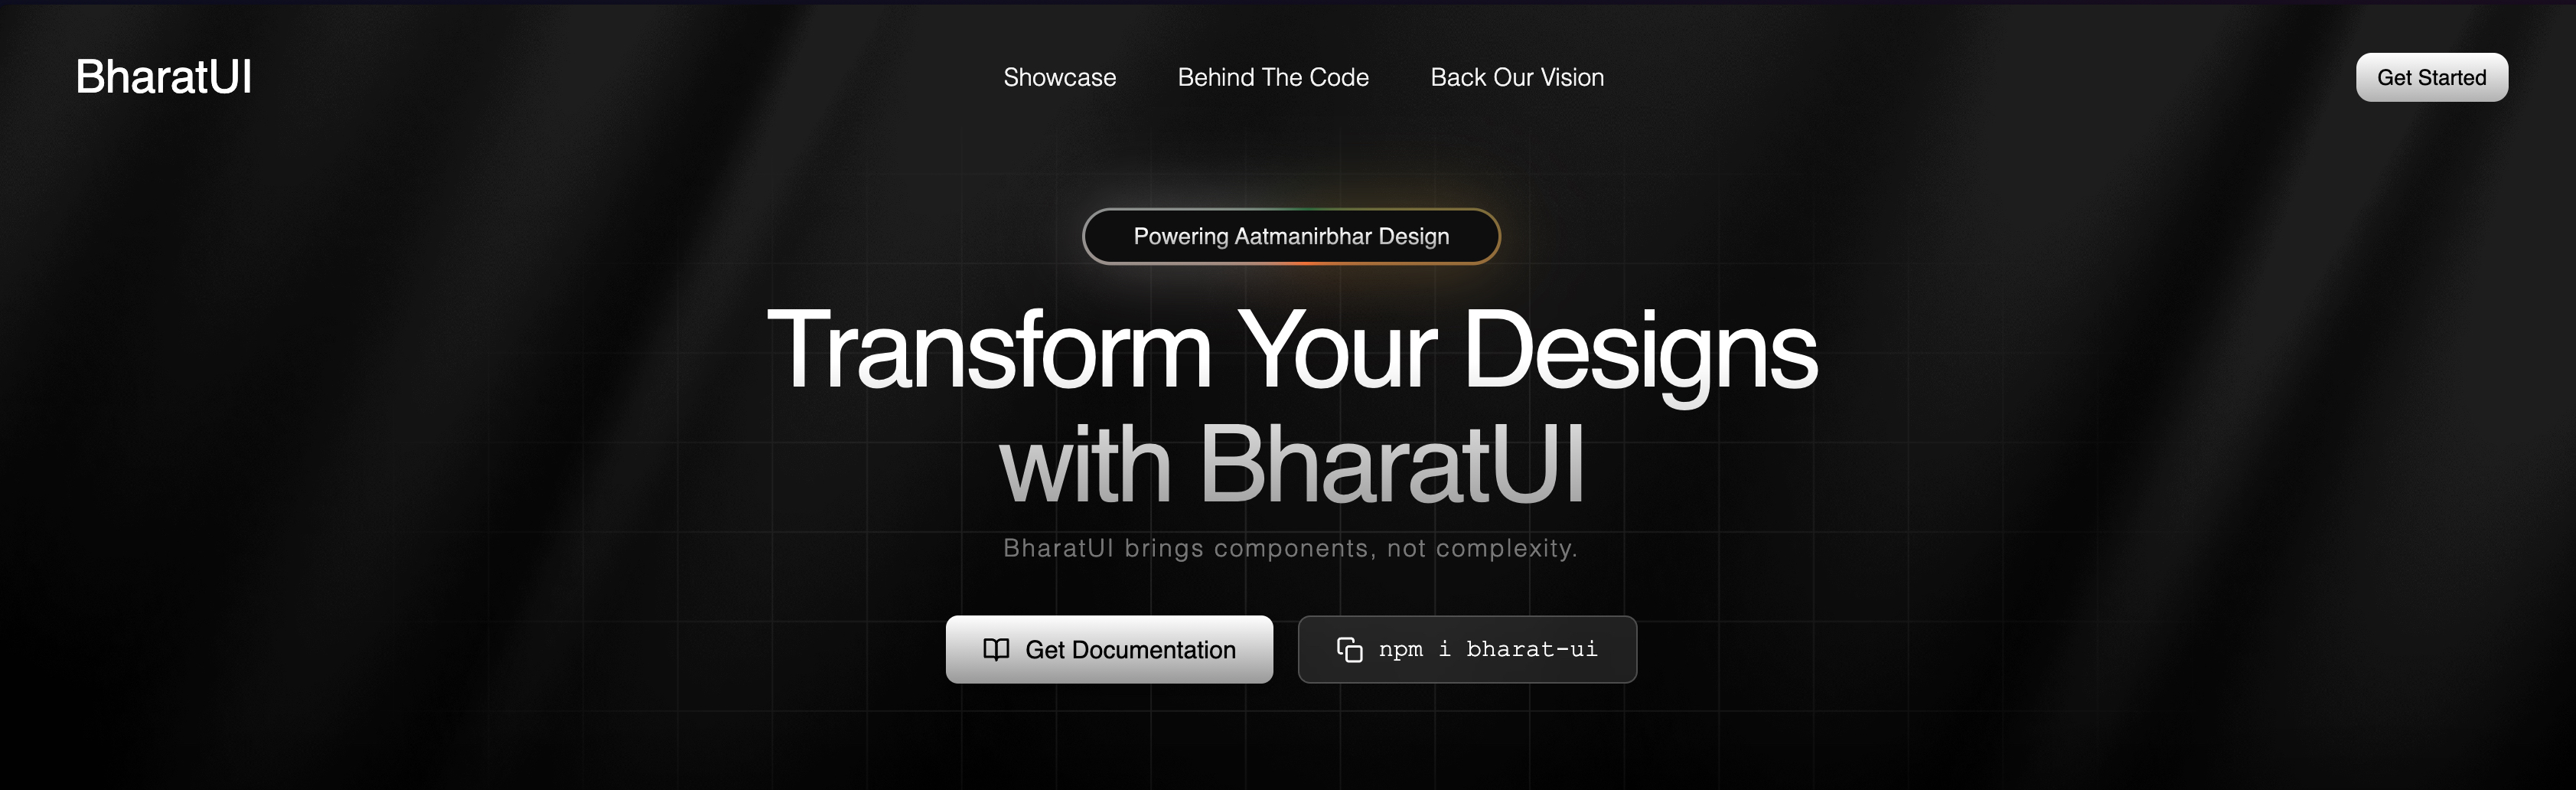 BharatUI
Showcase
Behind The Code
Back Our Vision
Get Started
Powering Aatmanirbhar Design
Transform Your Designs
with BharatUI
BharatUI brings components, not complexity.
Get Documentation
npm i bharat-ui